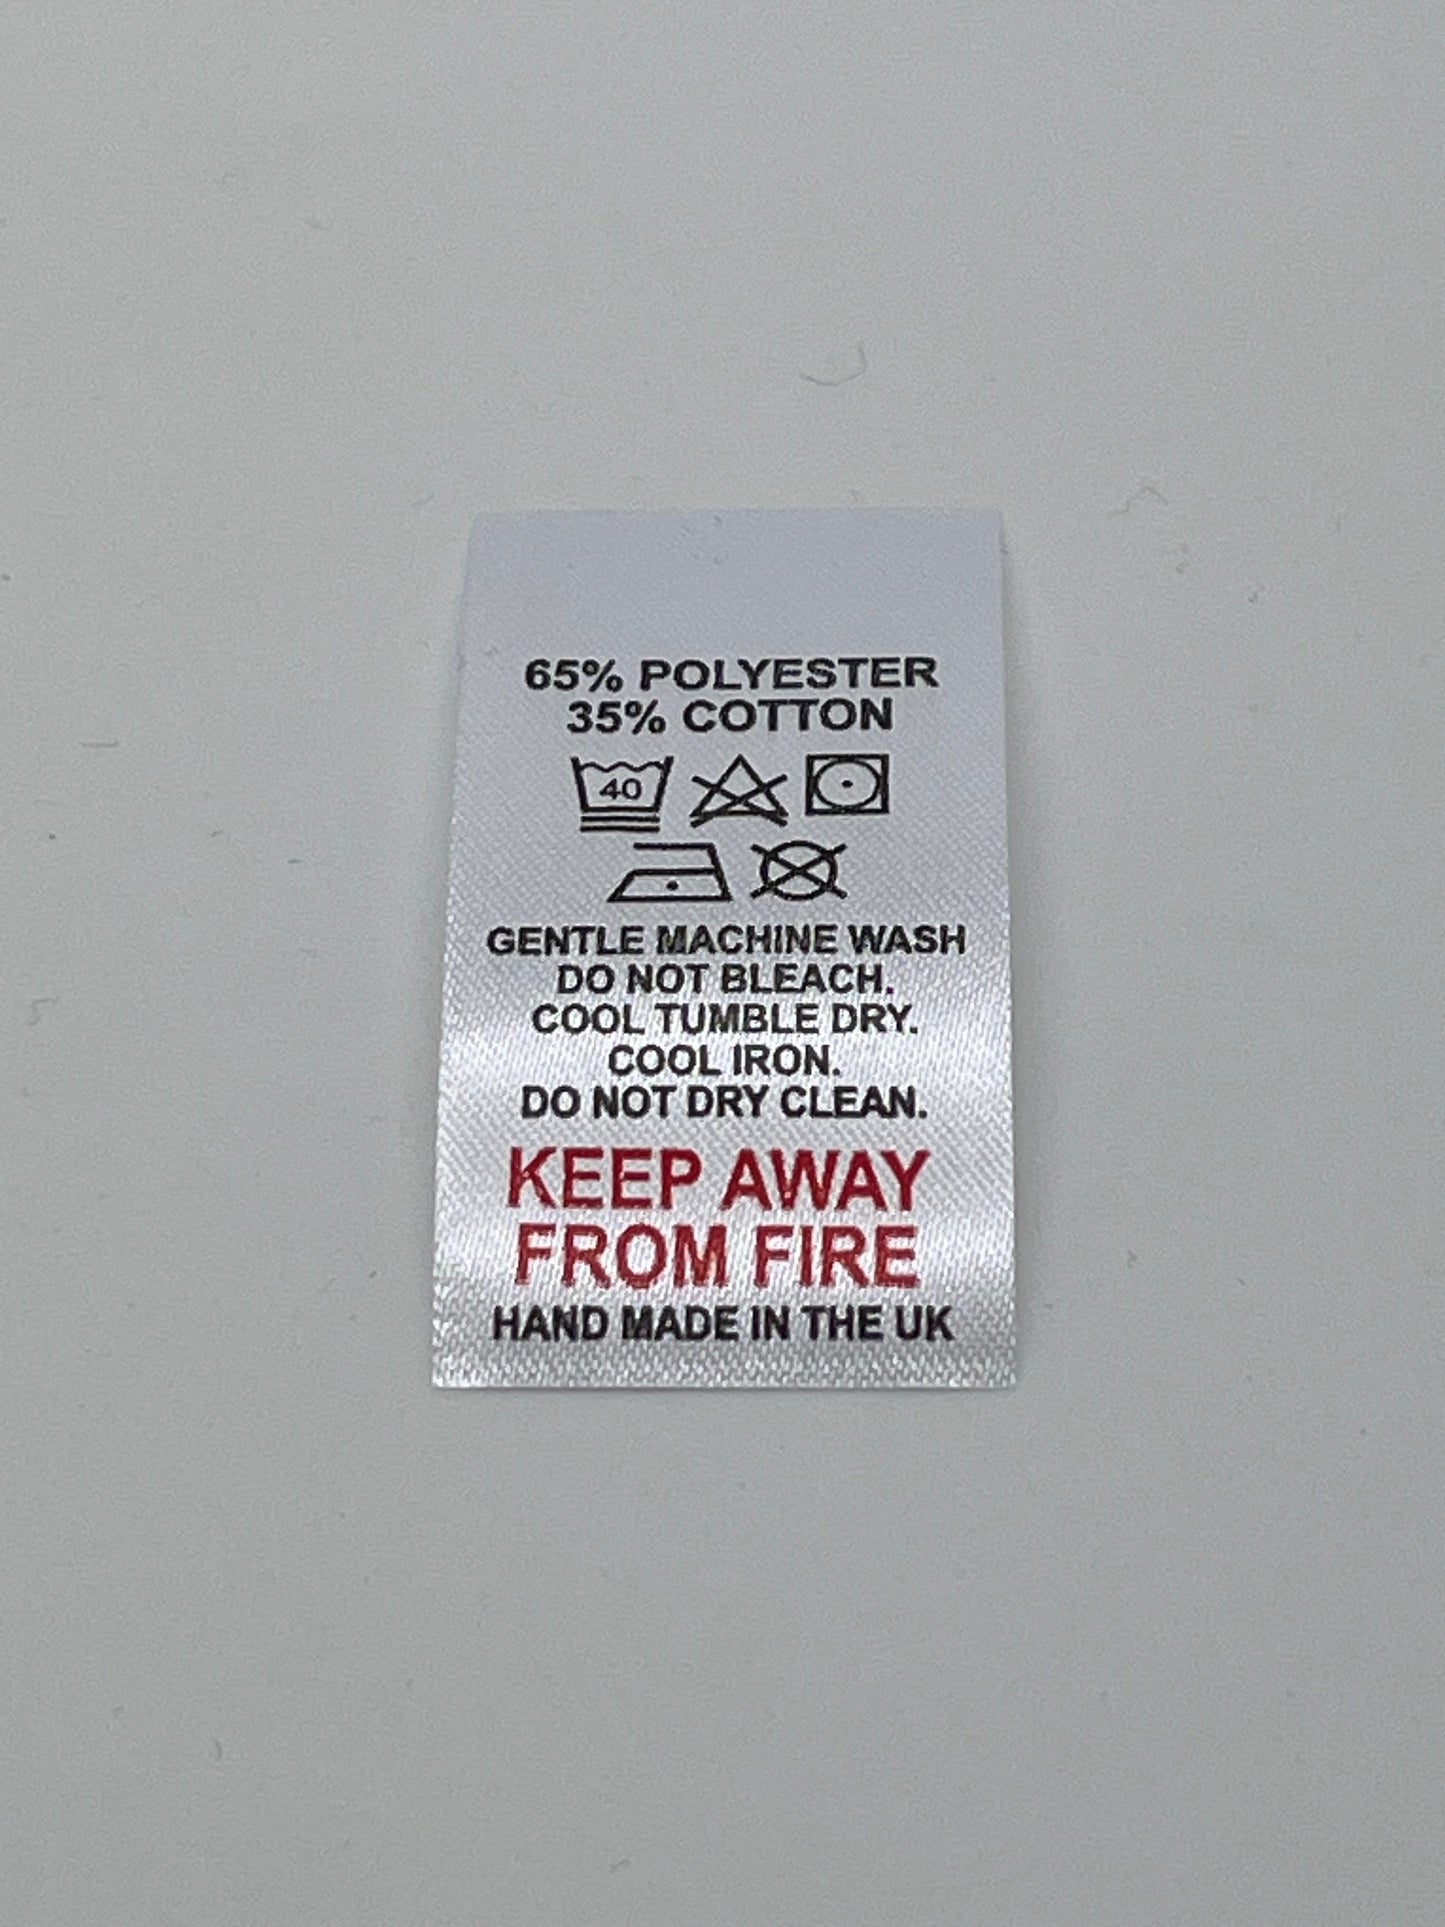 65% POLYESTER
35% COTTON
40
GENTLE MACHINE WASH
DO NOT BLEACH.
COOL TUMBLE DRY.
COOL IRON.
DO NOT DRY CLEAN.
KEEP AWAY
FROM FIRE
HAND MADE IN THE UK